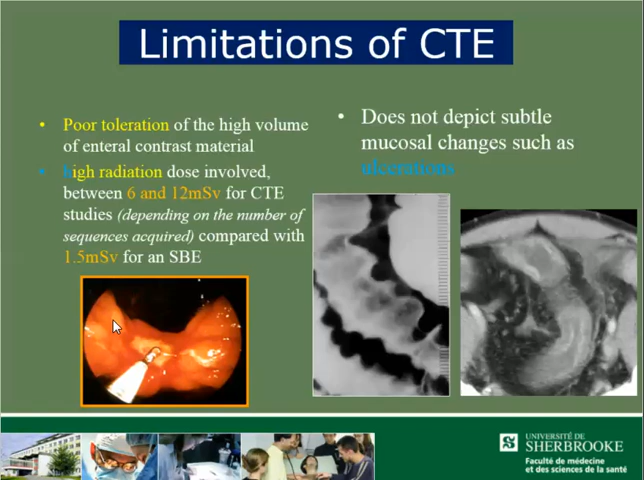 Limitations of CTE
• Poor toleration of the high volume
of enteral contrast material
• high radiation dose involved,
between 6 and 12mSv for CTE
studies (depending on the number of
sequences acquired) compared with
1.5mSv for an SBE
• Does not depict subtle
mucosal changes such as
ulcerations
S
UNIVERSITÉ DE
SHERBROOKE
Faculté de médecine
et des sciences de la santé